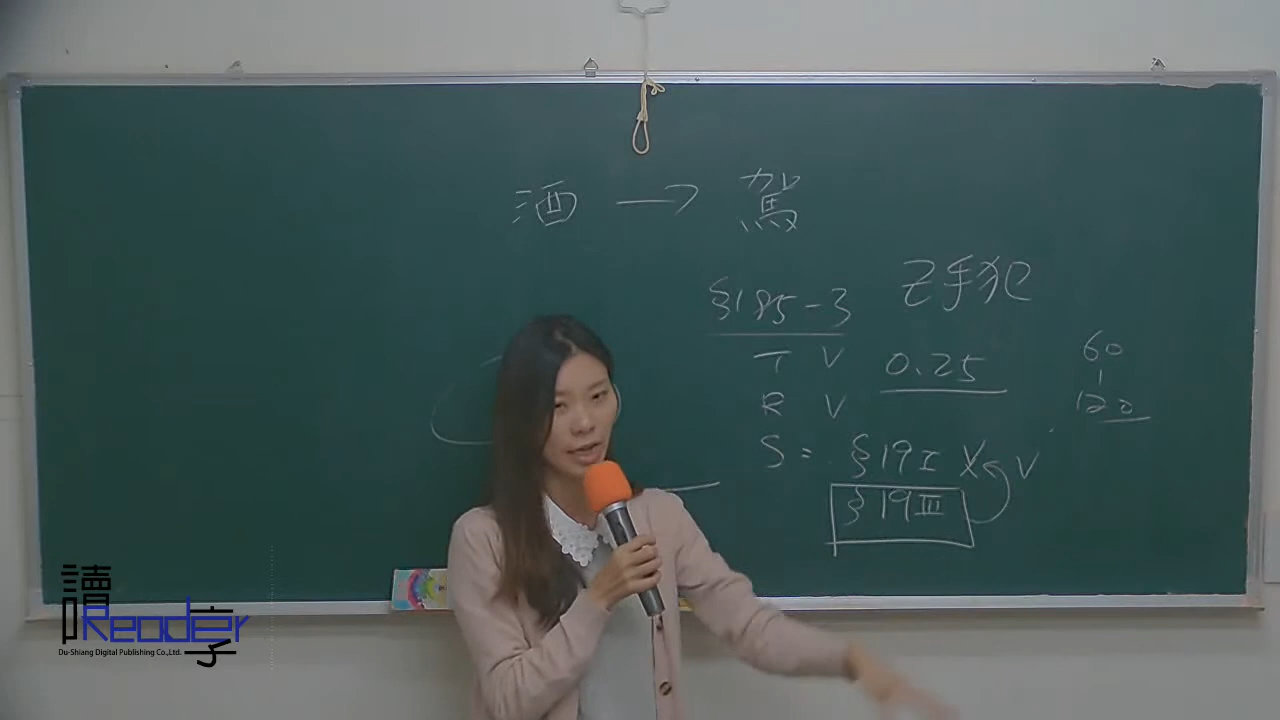 酒 → 駕
§185-3 己手犯
T V 0.25
R V
S: §19I X V
§19III
60
|
120
讀享
Reader
Du-Shiang Digital Publishing Co.,Ltd.